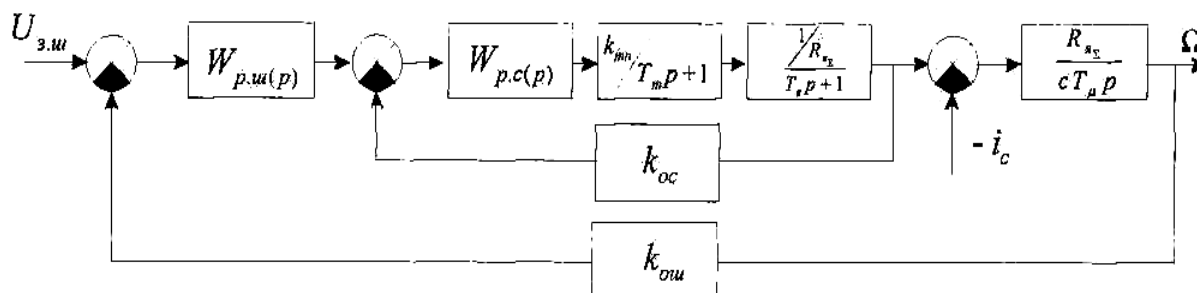 U з.ш
W р.ш(p)
W р.с(p)
k тп / T m p+1
1/R я Σ
T я p+1
R я Σ
c T μ p
Ω
- i c
k ос
k ош